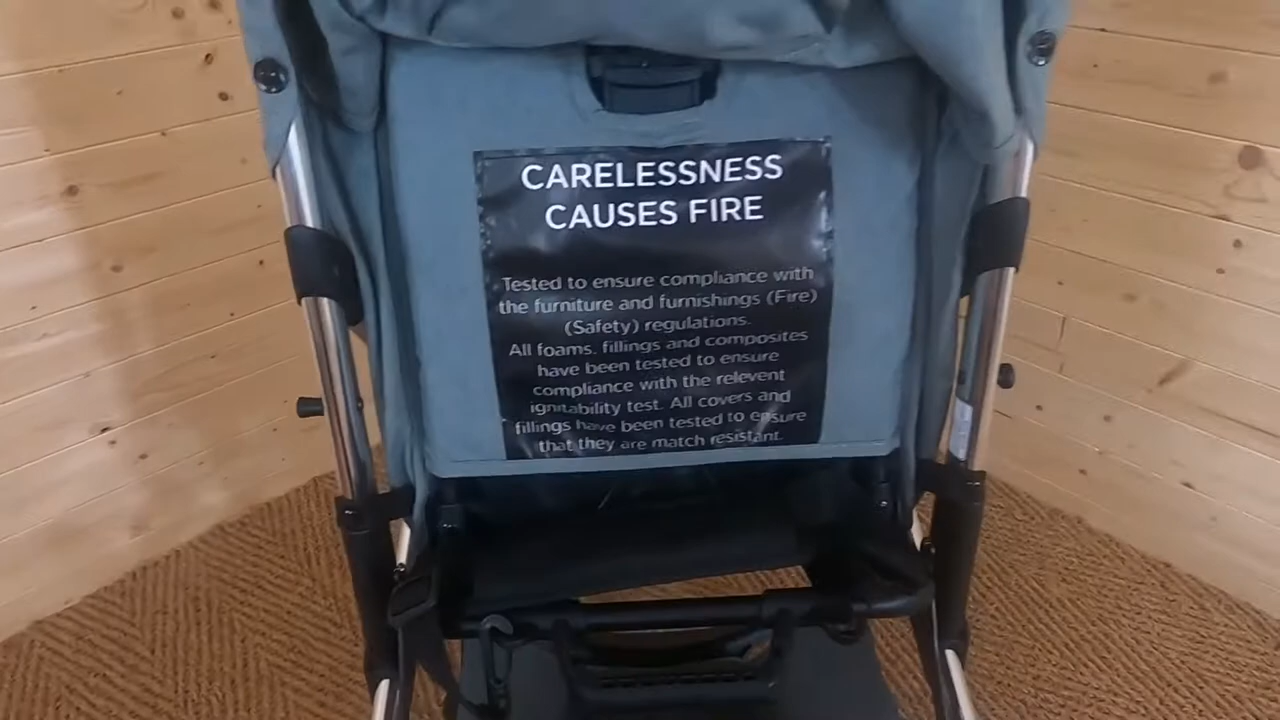 CARELESSNESS
CAUSES FIRE
Tested to ensure compliance with
the furniture and furnishings (Fire)
(Safety) regulations.
All foams. fillings and composites
have been tested to ensure
compliance with the relevent
ignitability test. All covers and
fillings have been tested to ensure
that they are match resistant.